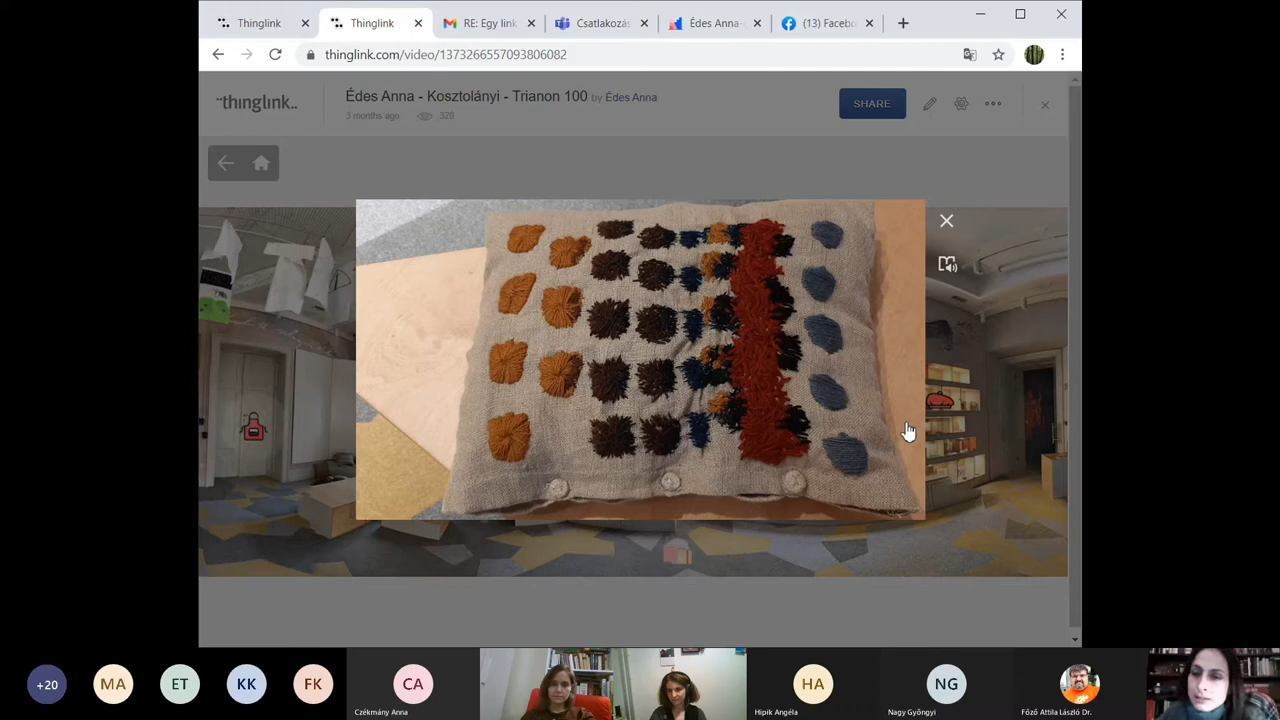 Thinglink
Thinglink
RE: Egy link
Csatlakozás
Édes Anna-
(13) Facebo
thinglink.com/video/1373266557093806082
thinglink..
Édes Anna - Kosztolányi - Trianon 100 by Édes Anna
3 months ago 320
SHARE
+20
MA
ET
KK
FK
CA
Czékmány Anna
HA
Hipik Angéla
NG
Nagy Gyöngyi
Főző Attila László Dr.